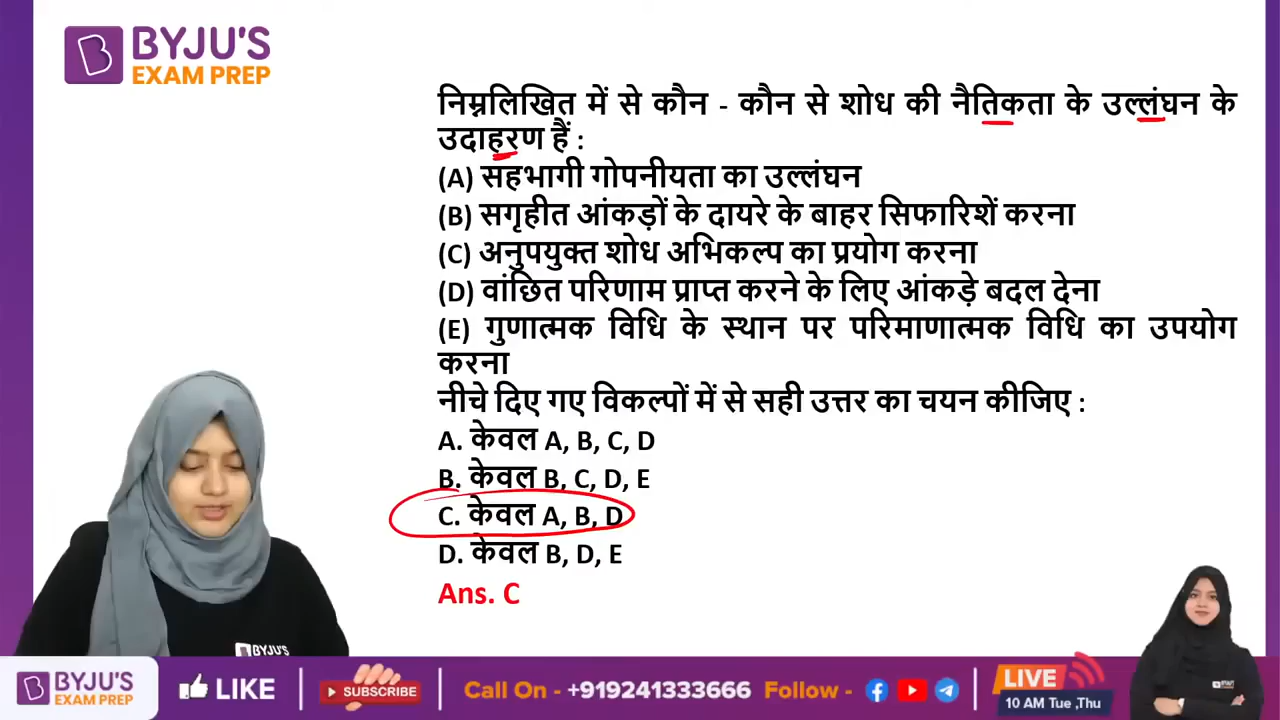 BYJU'S
EXAM PREP
निम्नलिखित में से कौन - कौन से शोध की नैतिकता के उल्लंघन के
उदाहरण हैं :
(A) सहभागी गोपनीयता का उल्लंघन
(B) सगृहीत आंकड़ों के दायरे के बाहर सिफारिशें करना
(C) अनुपयुक्त शोध अभिकल्प का प्रयोग करना
(D) वांछित परिणाम प्राप्त करने के लिए आंकड़े बदल देना
(E) गुणात्मक विधि के स्थान पर परिमाणात्मक विधि का उपयोग
करना
नीचे दिए गए विकल्पों में से सही उत्तर का चयन कीजिए :
A. केवल A, B, C, D
B. केवल B, C, D, E
C. केवल A, B, D
D. केवल B, D, E
Ans. C
BYJU'S
BYJU'S
EXAM PREP
LIKE
SUBSCRIBE
Call On - +919241333666 Follow -
LIVE
10 AM Tue ,Thu